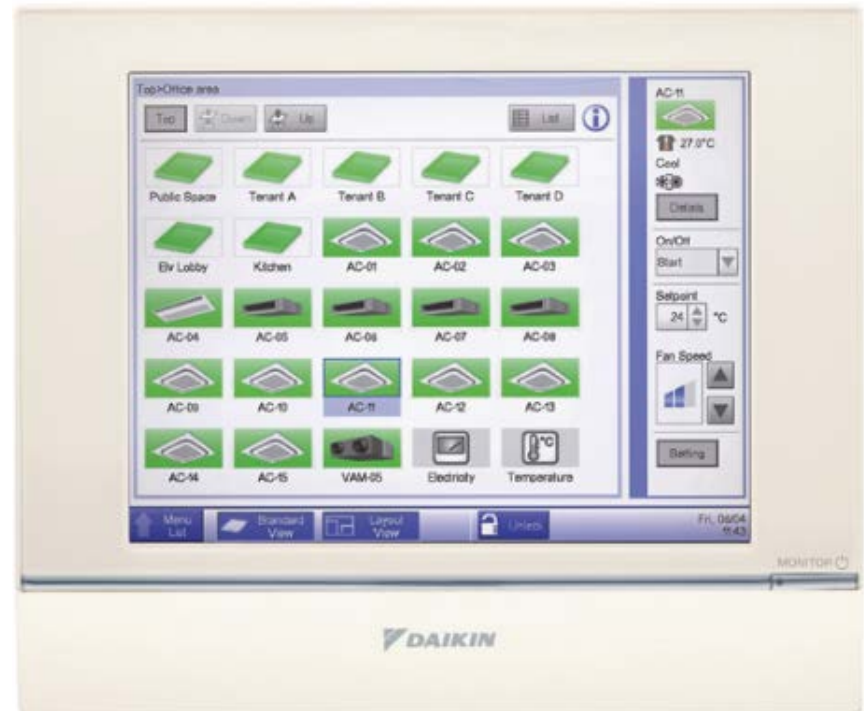 Top>Office area
Top
Down
Up
List
Public Space
Tenant A
Tenant B
Tenant C
Tenant D
Elv Lobby
Kitchen
AC-01
AC-02
AC-03
AC-04
AC-05
AC-06
AC-07
AC-08
AC-09
AC-10
AC-11
AC-12
AC-13
AC-14
AC-15
VAM-05
Electricity
Temperature
°C
AC-11
27.0°C
Cool
Details
On/Off
Start
Setpoint
24 °C
Fan Speed
Setting
Menu
List
Standard
View
Layout
View
Unlock
Fri, 06/04
11:43
MONITOR
DAIKIN